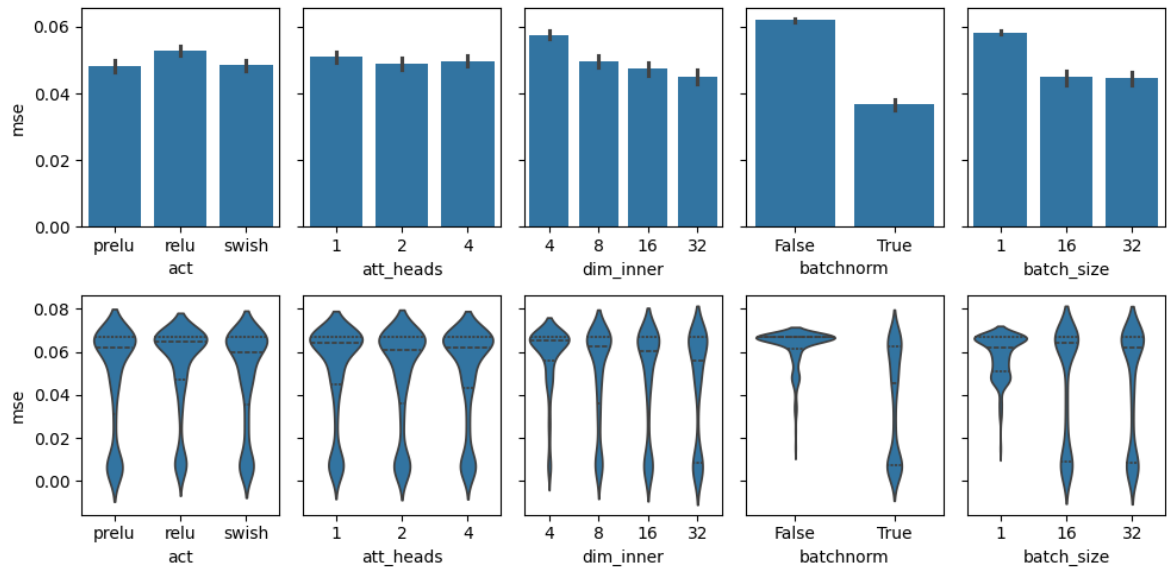 mse
0.06
0.04
0.02
0.00
prelu relu swish
act
1 2 4
att_heads
4 8 16 32
dim_inner
False True
batchnorm
1 16 32
batch_size
mse
0.08
0.06
0.04
0.02
0.00
prelu relu swish
act
1 2 4
att_heads
4 8 16 32
dim_inner
False True
batchnorm
1 16 32
batch_size